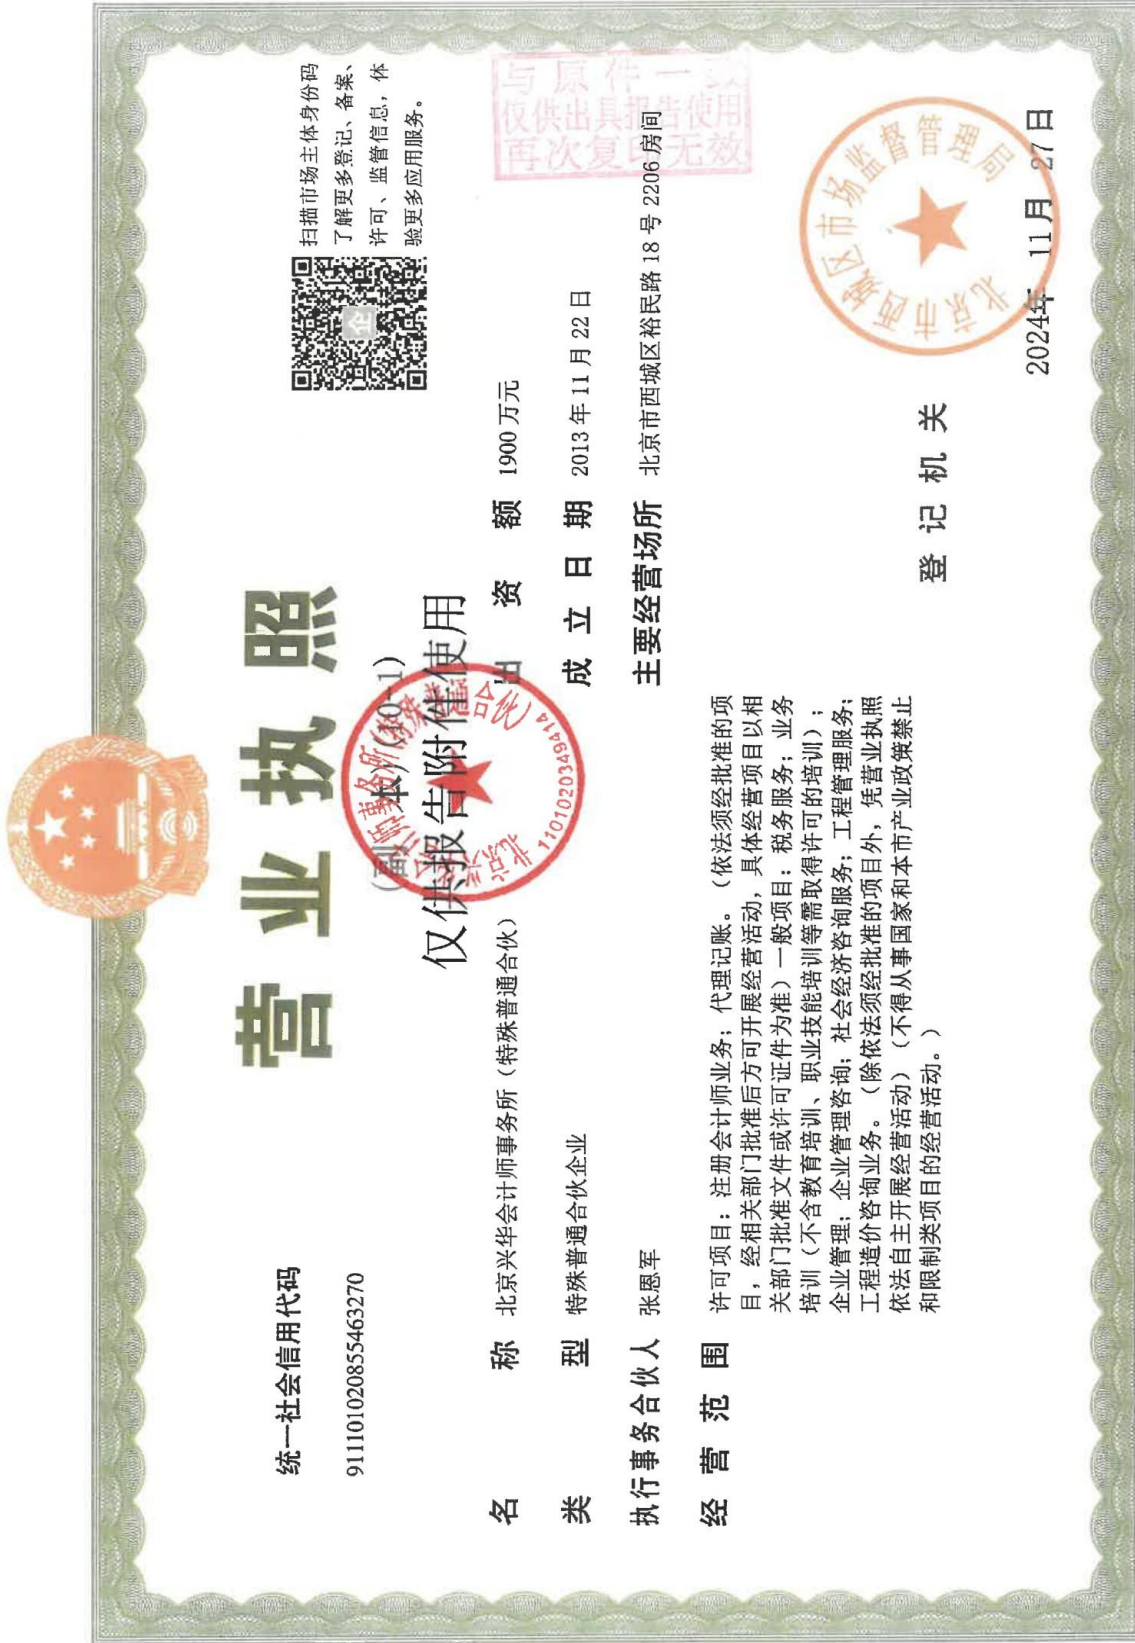 营业执照
(副本)(10-1)
仅供报告附件使用
统一社会信用代码
911101020855463270
扫描市场主体身份码
了解更多登记、备案、
许可、监管信息，体
验更多应用服务。
企
与原件一致
仅供出具报告使用
再次复印无效
名称 北京兴华会计师事务所（特殊普通合伙）
类型 特殊普通合伙企业
执行事务合伙人 张恩军
经营范围 许可项目：注册会计师业务；代理记账。（依法须经批准的项
目，经相关部门批准后方可开展经营活动，具体经营项目以相
关部门批准文件或许可证件为准）一般项目：税务服务；业务
培训（不含教育培训、职业技能培训等需取得许可的培训）；
企业管理；企业管理咨询；社会经济咨询服务；工程管理服务；
工程造价咨询业务。（除依法须经批准的项目外，凭营业执照
依法自主开展经营活动）（不得从事国家和本市产业政策禁止
和限制类项目的经营活动。）
出资额 1900万元
成立日期 2013年11月22日
主要经营场所 北京市西城区裕民路18号2206房间
北京兴华会计师事务所(特殊普通合伙)
1101020349414
登记机关
北京市西城区市场监督管理局
2024年 11月 27日